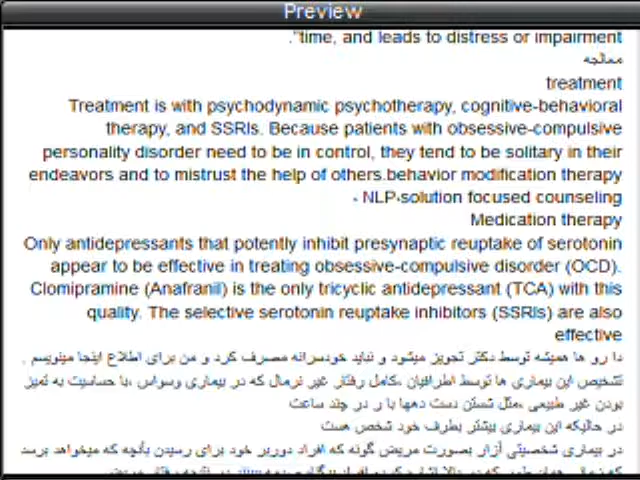 Preview
."time, and leads to distress or impairment
معالجه
treatment
Treatment is with psychodynamic psychotherapy, cognitive-behavioral
therapy, and SSRIs. Because patients with obsessive-compulsive
personality disorder need to be in control, they tend to be solitary in their
endeavors and to mistrust the help of others.behavior modification therapy
- NLP-solution focused counseling
Medication therapy
Only antidepressants that potently inhibit presynaptic reuptake of serotonin
appear to be effective in treating obsessive-compulsive disorder (OCD).
Clomipramine (Anafranil) is the only tricyclic antidepressant (TCA) with this
quality. The selective serotonin reuptake inhibitors (SSRIs) are also
effective
دا رو ها همیشه توسط دکتر تجویز میشود و نباید خودسرانه مصرف کرد و من برای اطلاع اینجا مینویسم .
تشخیص این بیماری ها توسط اطرافیان ،کامل رفتار غیر نرمال که در بیماری وسواس ،با حساسیت به تمیز
بودن غیر طبیعی ،مثل شستن دست دهها با ر در چند ساعت
در حالیکه این بیماری بیشتر بطرف خود شخص هست
در بیماری شخصیتی آزار بصورت مریض گونه که افراد دوربر خود برای رسیدن بآنچه که میخواهد برسد